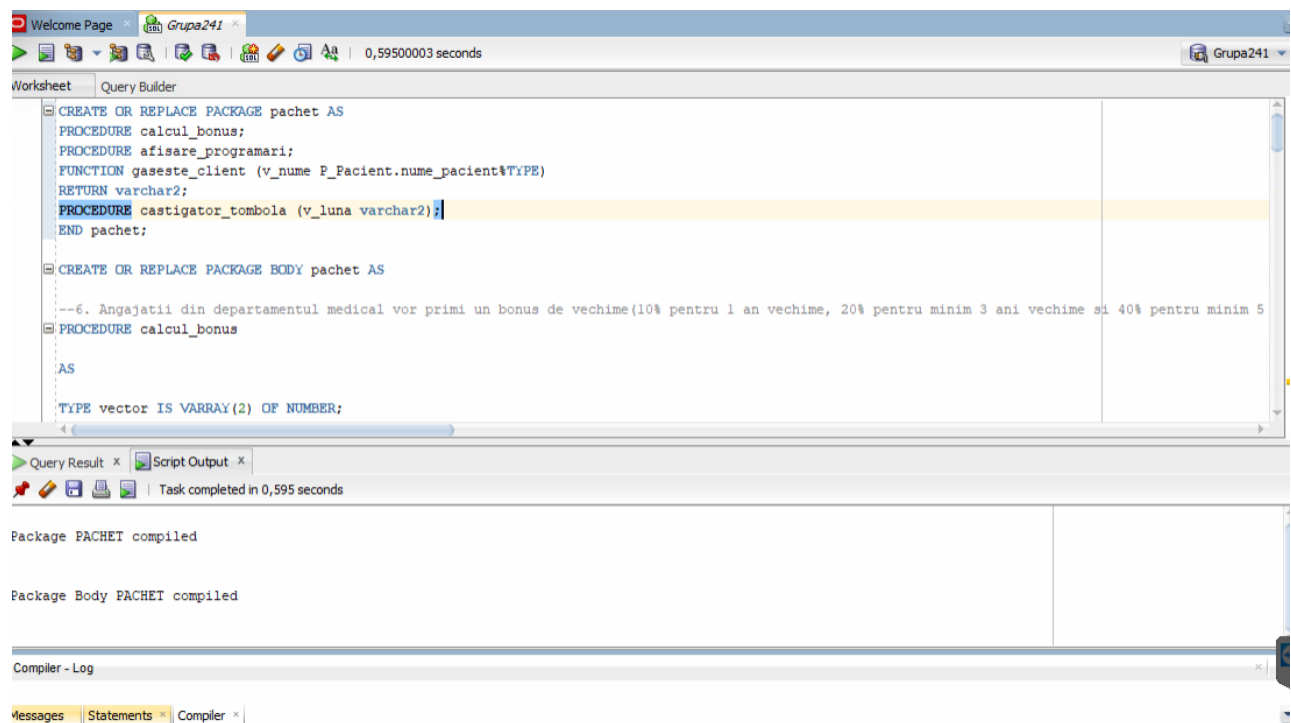 Welcome Page
Grupa241
0,59500003 seconds
Grupa241
Worksheet
Query Builder
CREATE OR REPLACE PACKAGE pachet AS
PROCEDURE calcul_bonus;
PROCEDURE afisare_programari;
FUNCTION gaseste_client (v_nume P_Pacient.nume_pacient%TYPE)
RETURN varchar2;
PROCEDURE castigator_tombola (v_luna varchar2);
END pachet;
CREATE OR REPLACE PACKAGE BODY pachet AS
--6. Angajatii din departamentul medical vor primi un bonus de vechime(10% pentru 1 an vechime, 20% pentru minim 3 ani vechime si 40% pentru minim 5
PROCEDURE calcul_bonus
AS
TYPE vector IS VARRAY(2) OF NUMBER;
Query Result
Script Output
Task completed in 0,595 seconds
Package PACHET compiled
Package Body PACHET compiled
Compiler - Log
Messages
Statements
Compiler